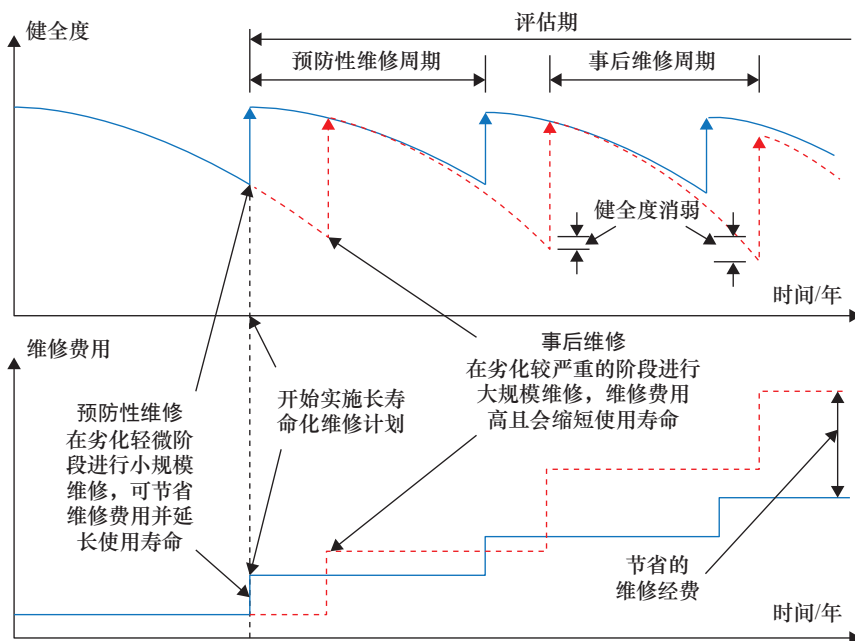 健全度
评估期
预防性维修周期
事后维修周期
健全度消弱
时间/年
维修费用
预防性维修
在劣化轻微阶
段进行小规模
维修，可节省
维修费用并延
长使用寿命
开始实施长寿
命化维修计划
事后维修
在劣化较严重的阶段进行
大规模维修，维修费用
高且会缩短使用寿命
节省的
维修经费
时间/年